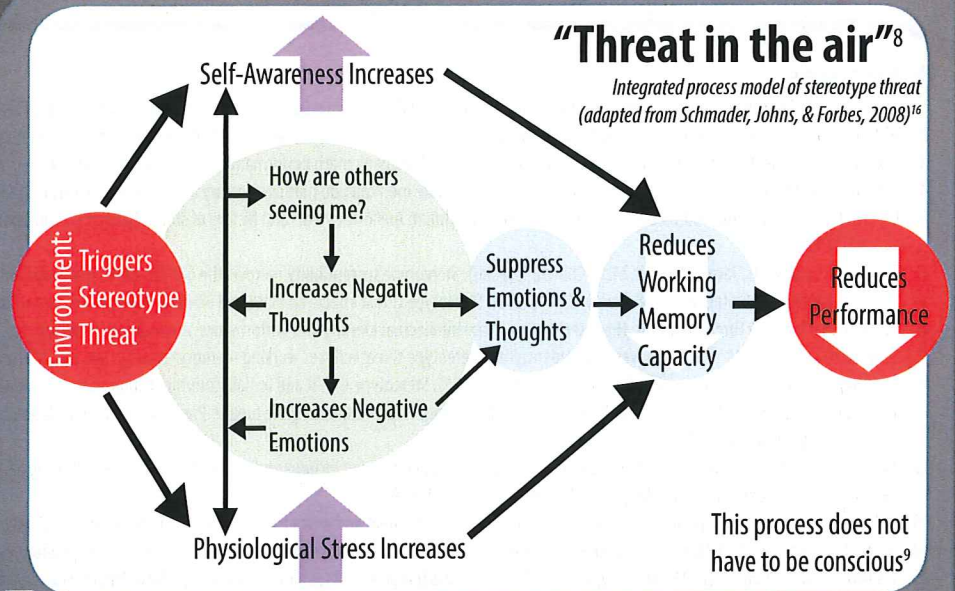 “Threat in the air”8
Integrated process model of stereotype threat
(adapted from Schmader, Johns, & Forbes, 2008)16
Self-Awareness Increases
How are others
seeing me?
Environment:
Triggers
Stereotype
Threat
Increases Negative
Thoughts
Increases Negative
Emotions
Suppress
Emotions &
Thoughts
Reduces
Working
Memory
Capacity
Reduces
Performance
Physiological Stress Increases
This process does not
have to be conscious9